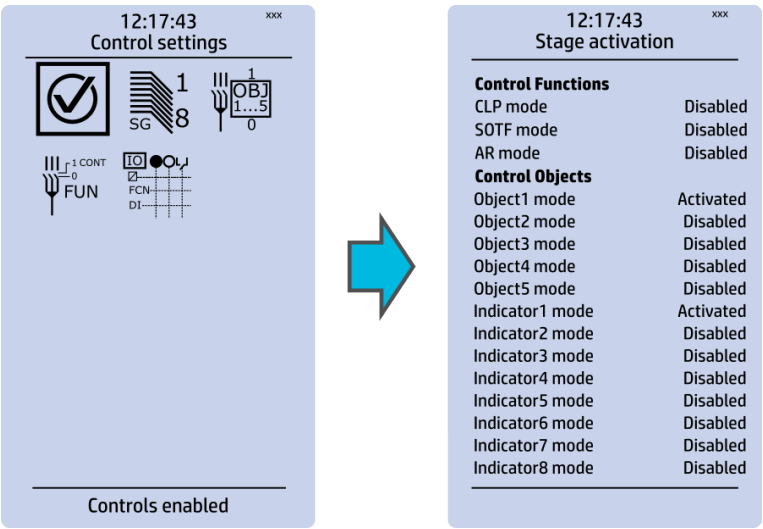 12:17:43 xxx
Control settings
1
SG 8
1
OBJ
1...5
0
1 CONT
0
FUN
IO
FCN
DI
Controls enabled
12:17:43 xxx
Stage activation
Control Functions
CLP mode Disabled
SOTF mode Disabled
AR mode Disabled
Control Objects
Object1 mode Activated
Object2 mode Disabled
Object3 mode Disabled
Object4 mode Disabled
Object5 mode Disabled
Indicator1 mode Activated
Indicator2 mode Disabled
Indicator3 mode Disabled
Indicator4 mode Disabled
Indicator5 mode Disabled
Indicator6 mode Disabled
Indicator7 mode Disabled
Indicator8 mode Disabled